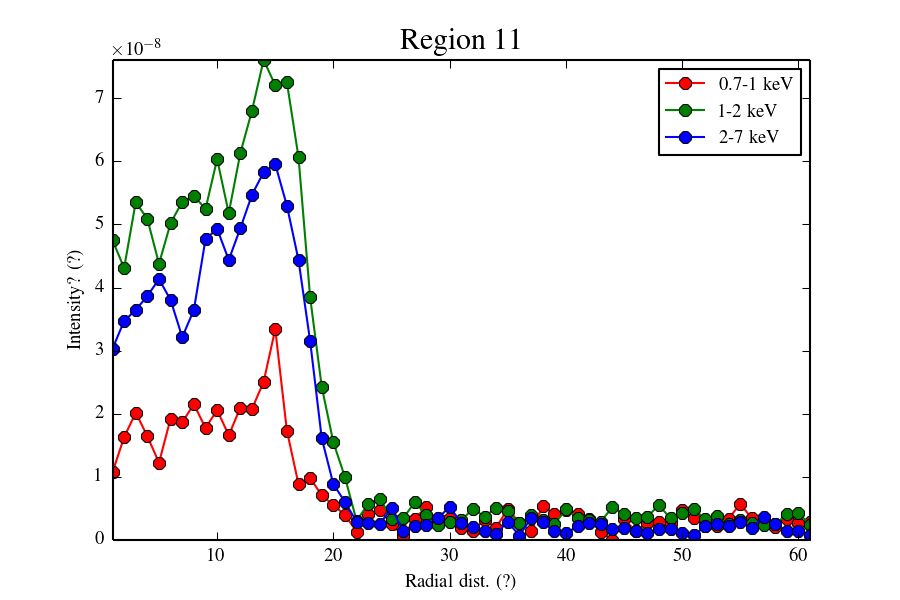 Region 11
×10⁻⁸
0.7-1 keV
1-2 keV
2-7 keV
7
6
5
4
3
2
1
0
Intensity? (?)
10 20 30 40 50 60
Radial dist. (?)